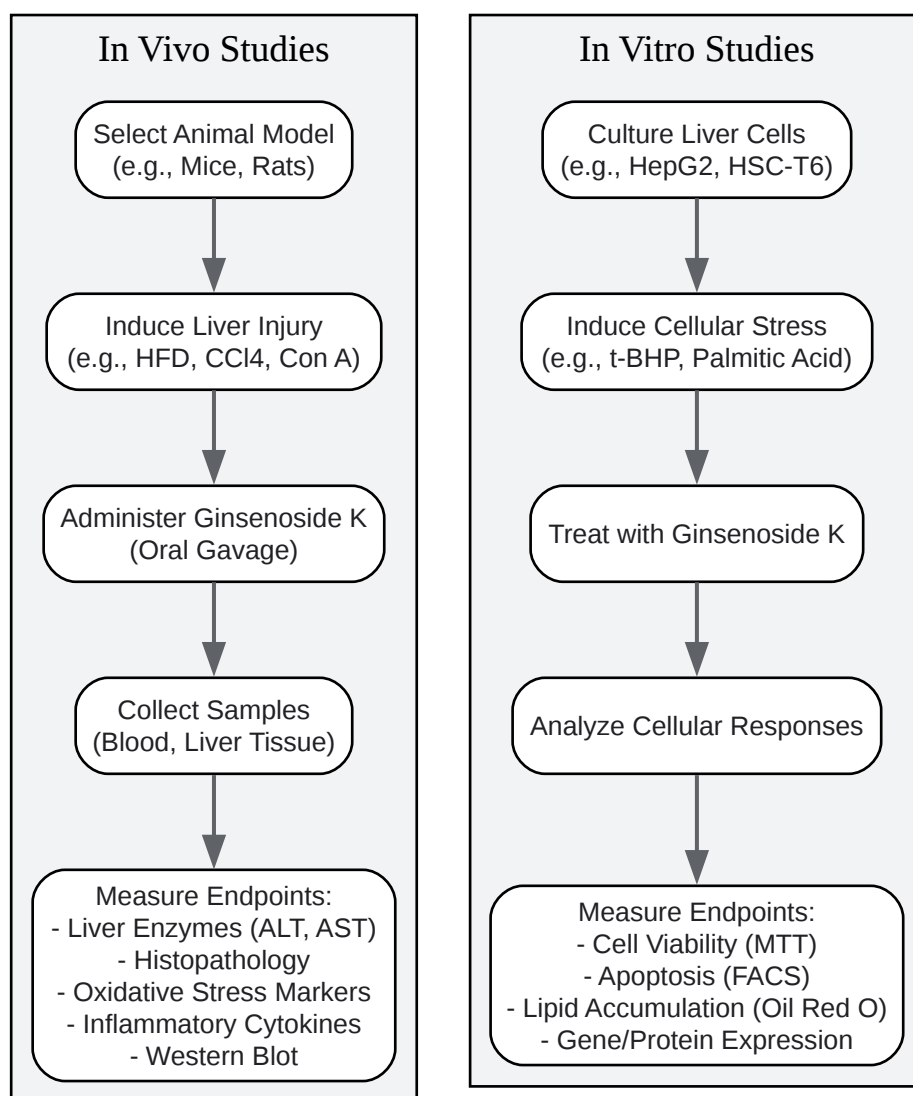 In Vivo Studies
Select Animal Model
(e.g., Mice, Rats)
Induce Liver Injury
(e.g., HFD, CCl4, Con A)
Administer Ginsenoside K
(Oral Gavage)
Collect Samples
(Blood, Liver Tissue)
Measure Endpoints:
- Liver Enzymes (ALT, AST)
- Histopathology
- Oxidative Stress Markers
- Inflammatory Cytokines
- Western Blot
In Vitro Studies
Culture Liver Cells
(e.g., HepG2, HSC-T6)
Induce Cellular Stress
(e.g., t-BHP, Palmitic Acid)
Treat with Ginsenoside K
Analyze Cellular Responses
Measure Endpoints:
- Cell Viability (MTT)
- Apoptosis (FACS)
- Lipid Accumulation (Oil Red O)
- Gene/Protein Expression